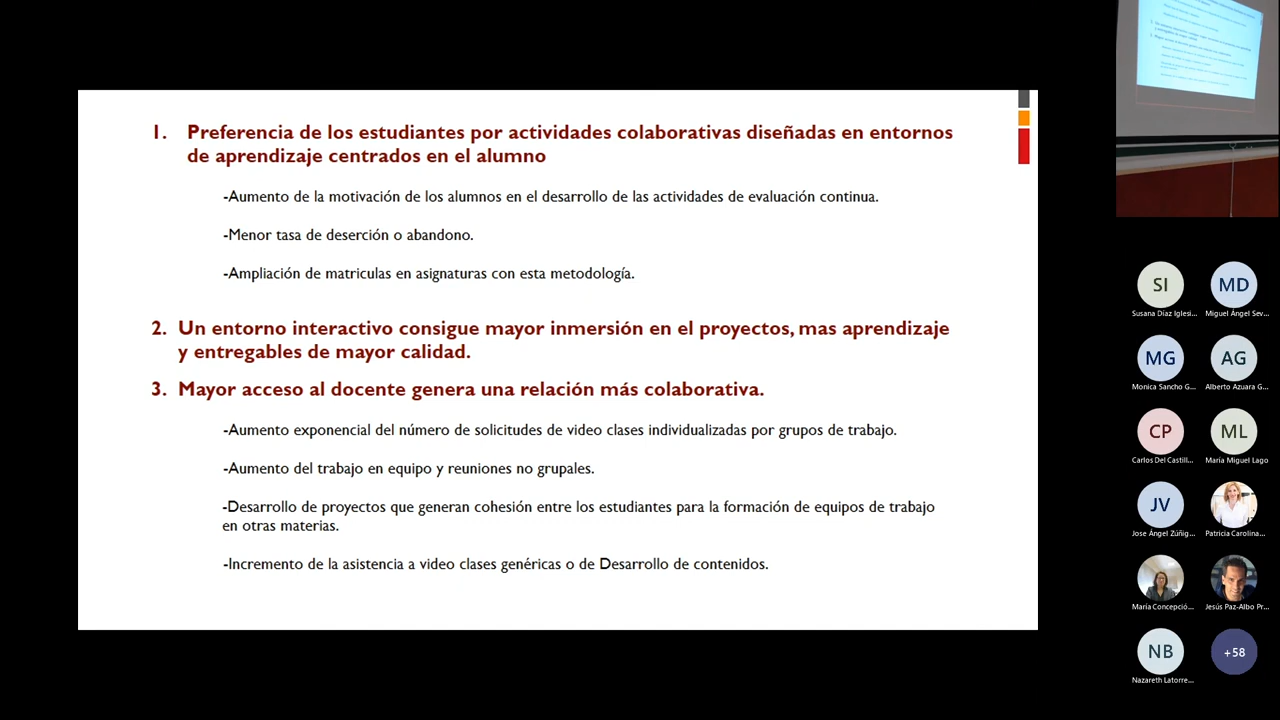 1. Preferencia de los estudiantes por actividades colaborativas diseñadas en entornos
de aprendizaje centrados en el alumno
-Aumento de la motivación de los alumnos en el desarrollo de las actividades de evaluación continua.
-Menor tasa de deserción o abandono.
-Ampliación de matriculas en asignaturas con esta metodología.
2. Un entorno interactivo consigue mayor inmersión en el proyectos, mas aprendizaje
y entregables de mayor calidad.
3. Mayor acceso al docente genera una relación más colaborativa.
-Aumento exponencial del número de solicitudes de video clases individualizadas por grupos de trabajo.
-Aumento del trabajo en equipo y reuniones no grupales.
-Desarrollo de proyectos que generan cohesión entre los estudiantes para la formación de equipos de trabajo
en otras materias.
-Incremento de la asistencia a video clases genéricas o de Desarrollo de contenidos.
SI MD
Susana Díaz Iglesi... Miguel Ángel Sev...
MG AG
Monica Sancho G... Alberto Azuara G...
CP ML
Carlos Del Castill... María Miguel Lago
JV
Jose Ángel Zúñig... Patricia Carolina...
María Concepció... Jesús Paz-Albo Pr...
NB +58
Nazareth Latorre...